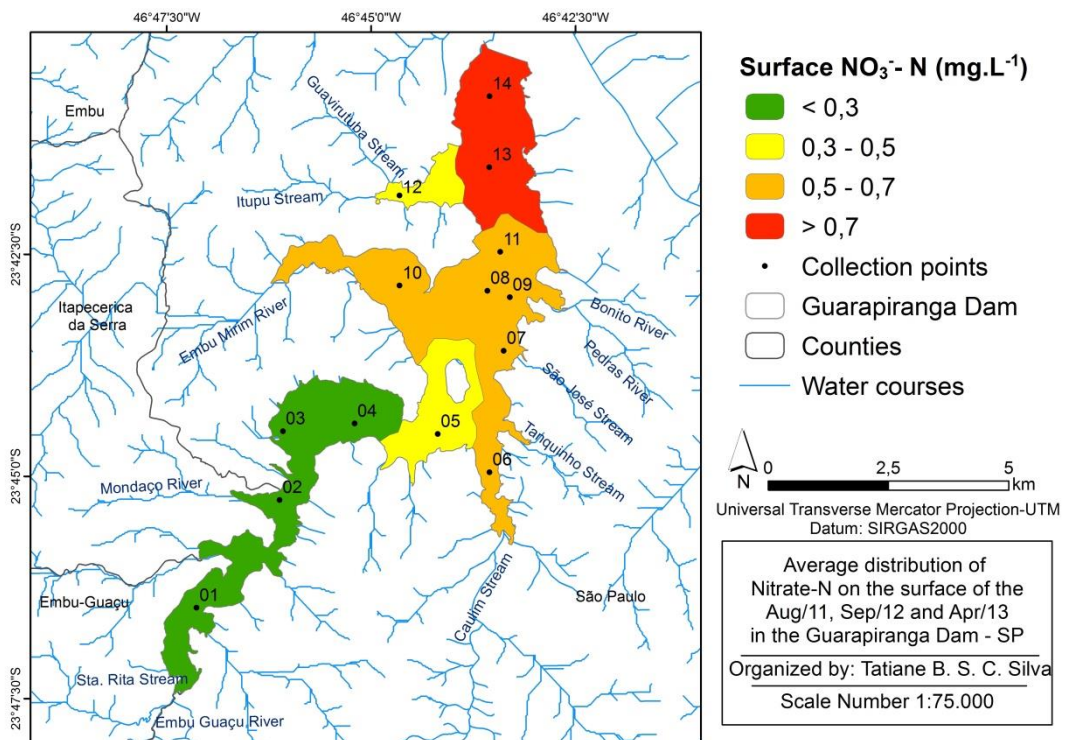 46°47'30"W
46°45'0"W
46°42'30"W
23°42'30"S
23°45'0"S
23°47'30"S
Embu
Guavirutuba Stream
14
13
12
Itupu Stream
11
10
08
09
Bonito River
Itapecerica
da Serra
Embu Mirim River
07
Pedras River
São José Stream
03
04
05
Tanquinho Stream
06
Mondaço River
02
Embu-Guaçu
01
Caulim Stream
São Paulo
Sta. Rita Stream
Embu Guaçu River
Surface NO₃⁻- N (mg.L⁻¹)
< 0,3
0,3 - 0,5
0,5 - 0,7
> 0,7
Collection points
Guarapiranga Dam
Counties
Water courses
N
0 2,5 5
km
Universal Transverse Mercator Projection-UTM
Datum: SIRGAS2000
Average distribution of
Nitrate-N on the surface of the
Aug/11, Sep/12 and Apr/13
in the Guarapiranga Dam - SP
Organized by: Tatiane B. S. C. Silva
Scale Number 1:75.000